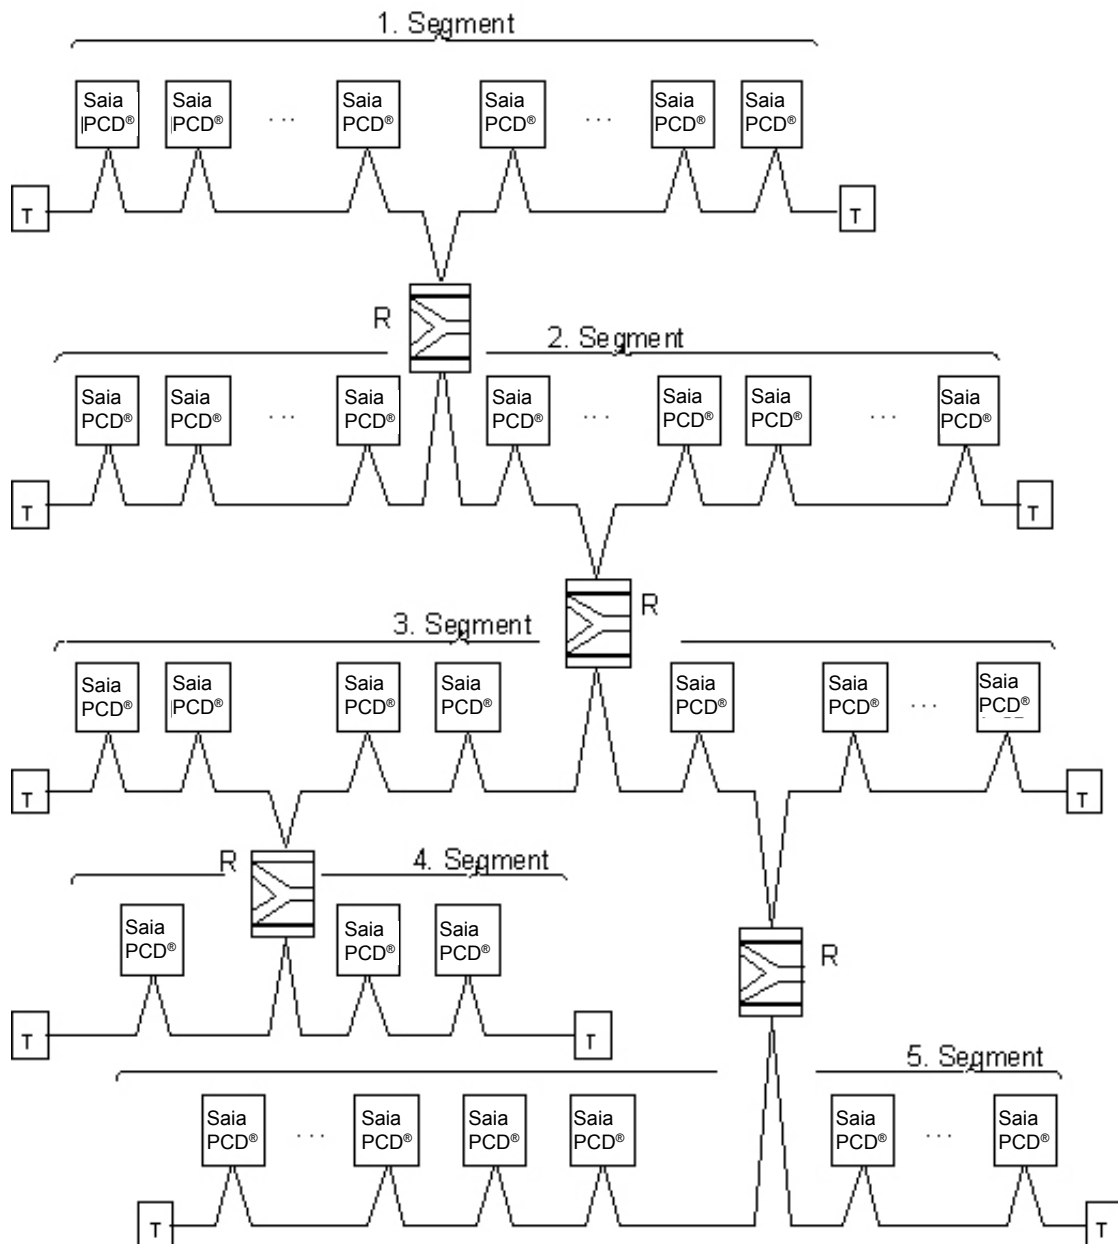 1. Segment
Saia PCD® Saia PCD® ... Saia PCD® Saia PCD® ... Saia PCD® Saia PCD®
T T
R
2. Segment
Saia PCD® Saia PCD® ... Saia PCD® Saia PCD® ... Saia PCD® Saia PCD® ... Saia PCD®
T T
R
3. Segment
Saia PCD® Saia PCD® Saia PCD® Saia PCD® Saia PCD® Saia PCD® ... Saia PCD®
T T
R 4. Segment
Saia PCD® Saia PCD® Saia PCD®
R
T T
5. Segment
Saia PCD® ... Saia PCD® Saia PCD® Saia PCD® Saia PCD® ... Saia PCD®
T T